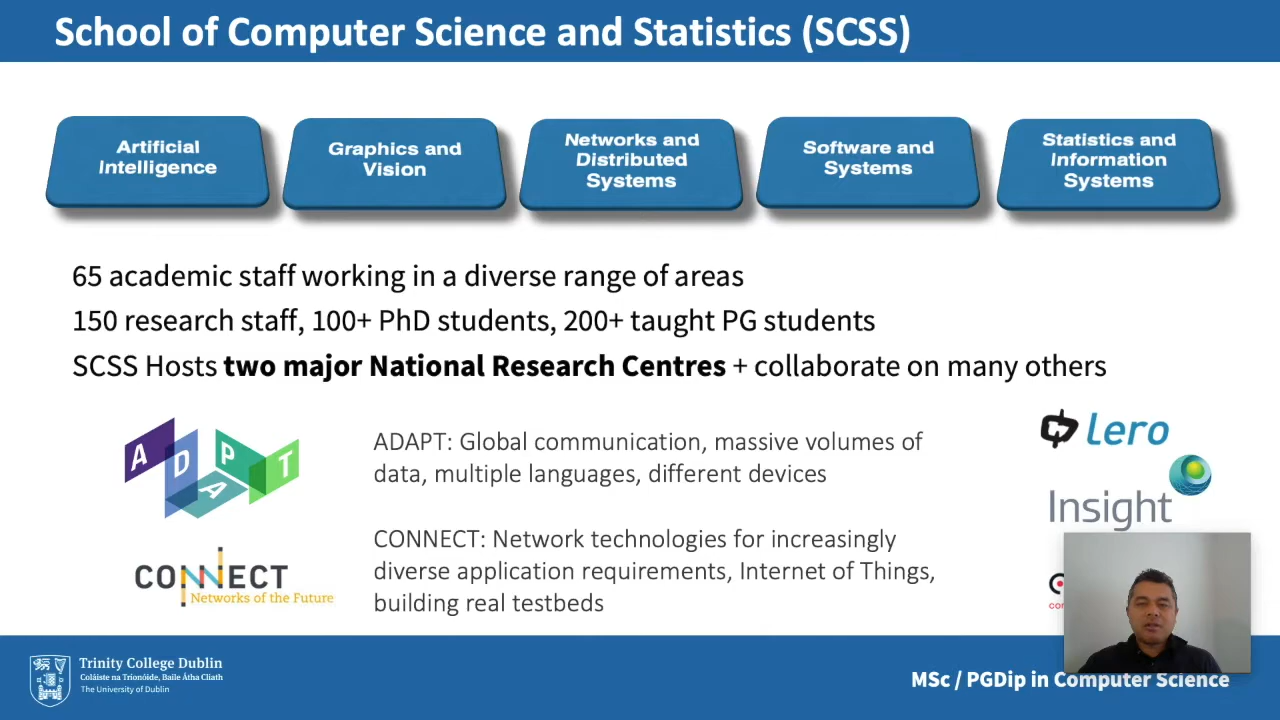 School of Computer Science and Statistics (SCSS)
Artificial
Intelligence
Graphics and
Vision
Networks and
Distributed
Systems
Software and
Systems
Statistics and
Information
Systems
65 academic staff working in a diverse range of areas
150 research staff, 100+ PhD students, 200+ taught PG students
SCSS Hosts two major National Research Centres + collaborate on many others
ADAPT
ADAPT: Global communication, massive volumes of
data, multiple languages, different devices
Lero
Insight
CONNECT
Networks of the Future
CONNECT: Network technologies for increasingly
diverse application requirements, Internet of Things,
building real testbeds
Trinity College Dublin
Coláiste na Tríonóide, Baile Átha Cliath
The University of Dublin
MSc / PGDip in Computer Science